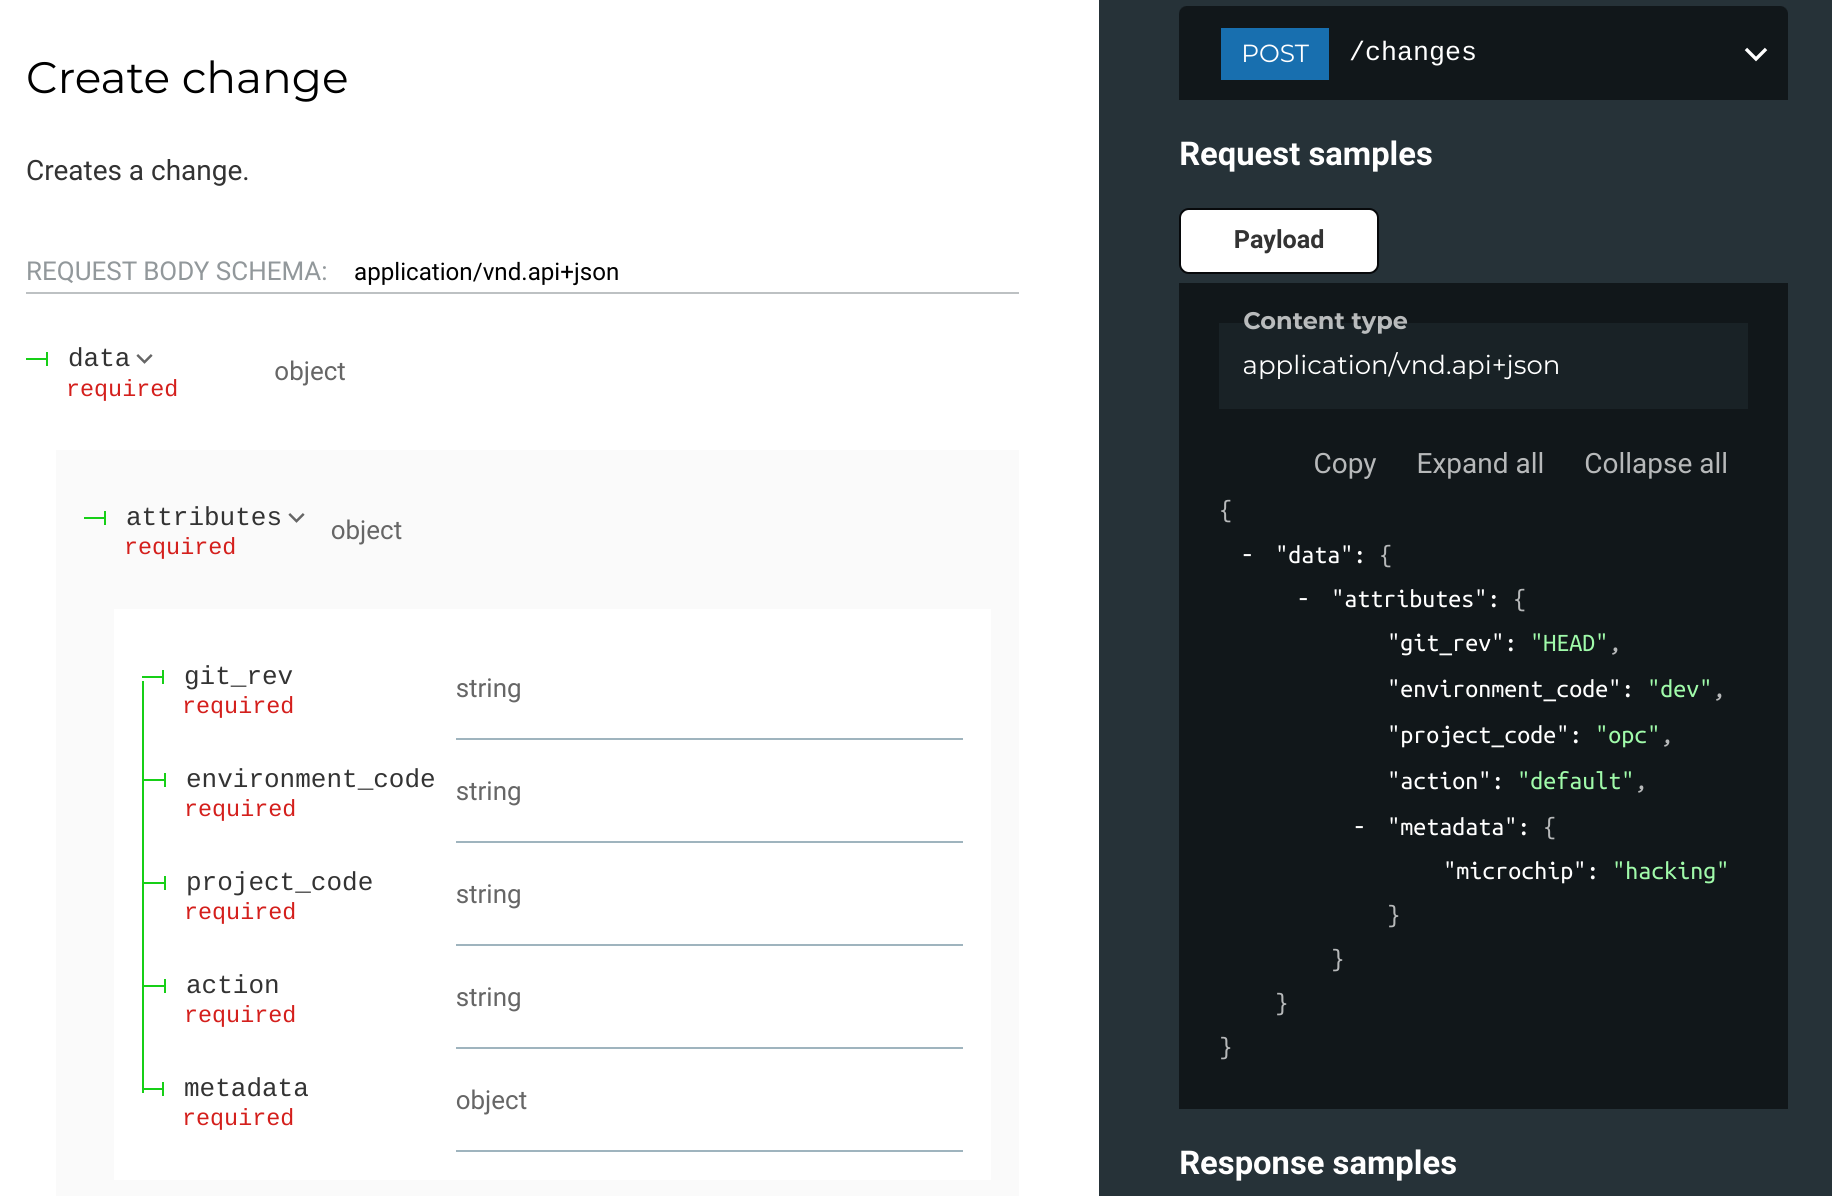 Create change
Creates a change.
REQUEST BODY SCHEMA: application/vnd.api+json
data
required
object
attributes
required
object
git_rev
required
string
environment_code
required
string
project_code
required
string
action
required
string
metadata
required
object
POST /changes
Request samples
Payload
Content type
application/vnd.api+json
Copy Expand all Collapse all
{
- "data": {
- "attributes": {
"git_rev": "HEAD",
"environment_code": "dev",
"project_code": "opc",
"action": "default",
- "metadata": {
"microchip": "hacking"
}
}
}
}
Response samples